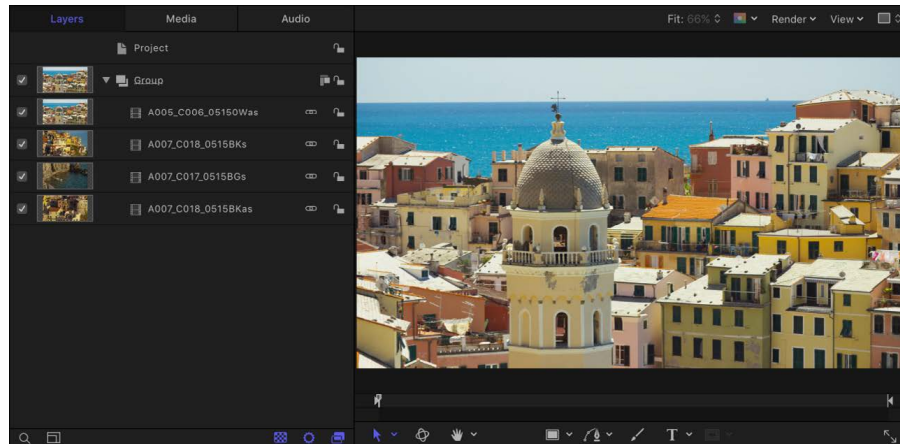 Layers Media Audio
Fit: 66% Render View
Project
Group
A005_C006_05150Was
A007_C018_0515BKs
A007_C017_0515BGs
A007_C018_0515BKas
T